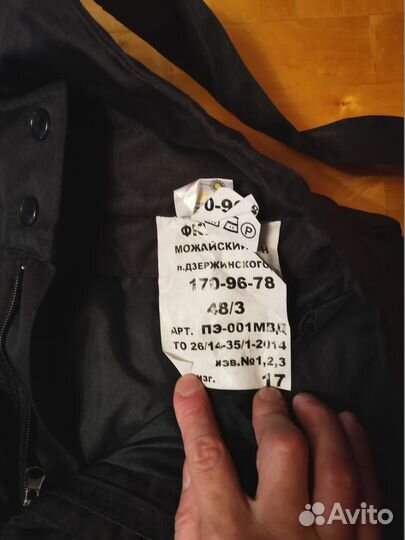 МОЖАЙСКИЙ
п.ДЗЕРЖИНСКОГО
170-96-78
48/3
АРТ. ПЭ-001МВД
ТО 26/14-35/1-2014
изв.№1,2,3
изг. 17
Avito